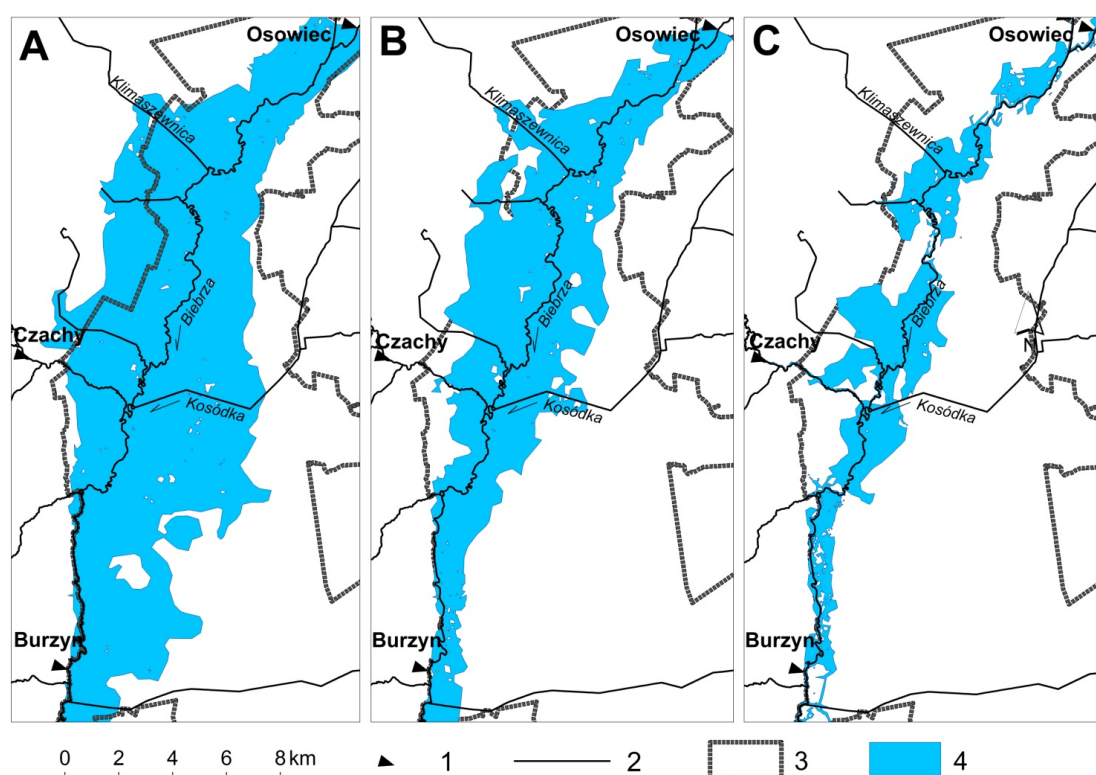 A
Osowiec
Klimaszewnica
Biebrza
Czachy
Kosódka
Burzyn
B
Osowiec
Klimaszewnica
Biebrza
Czachy
Kosódka
Burzyn
C
Osowiec
Klimaszewnica
Biebrza
Czachy
N
Kosódka
Burzyn
0 2 4 6 8 km
1
2
3
4